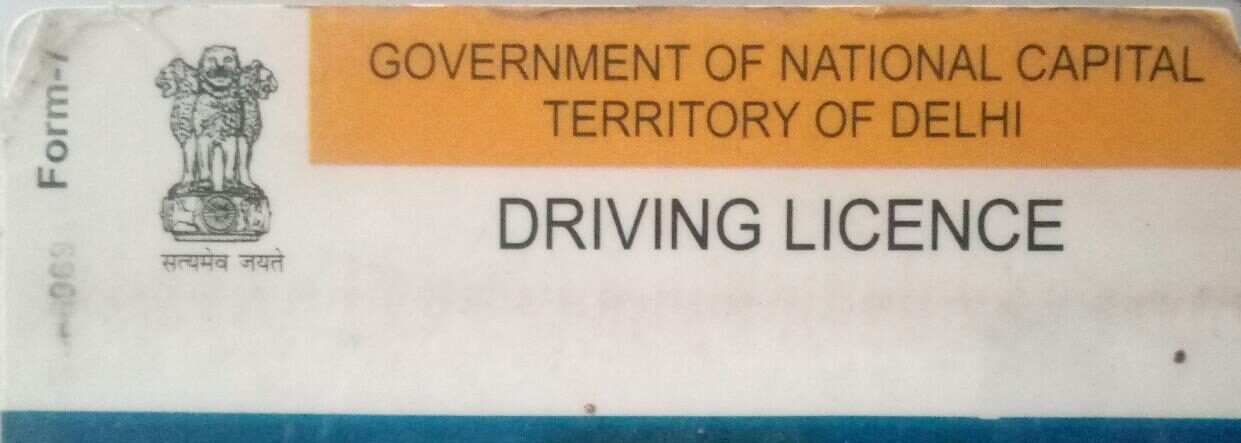 GOVERNMENT OF NATIONAL CAPITAL
TERRITORY OF DELHI
DRIVING LICENCE
सत्यमेव जयते
Form-7